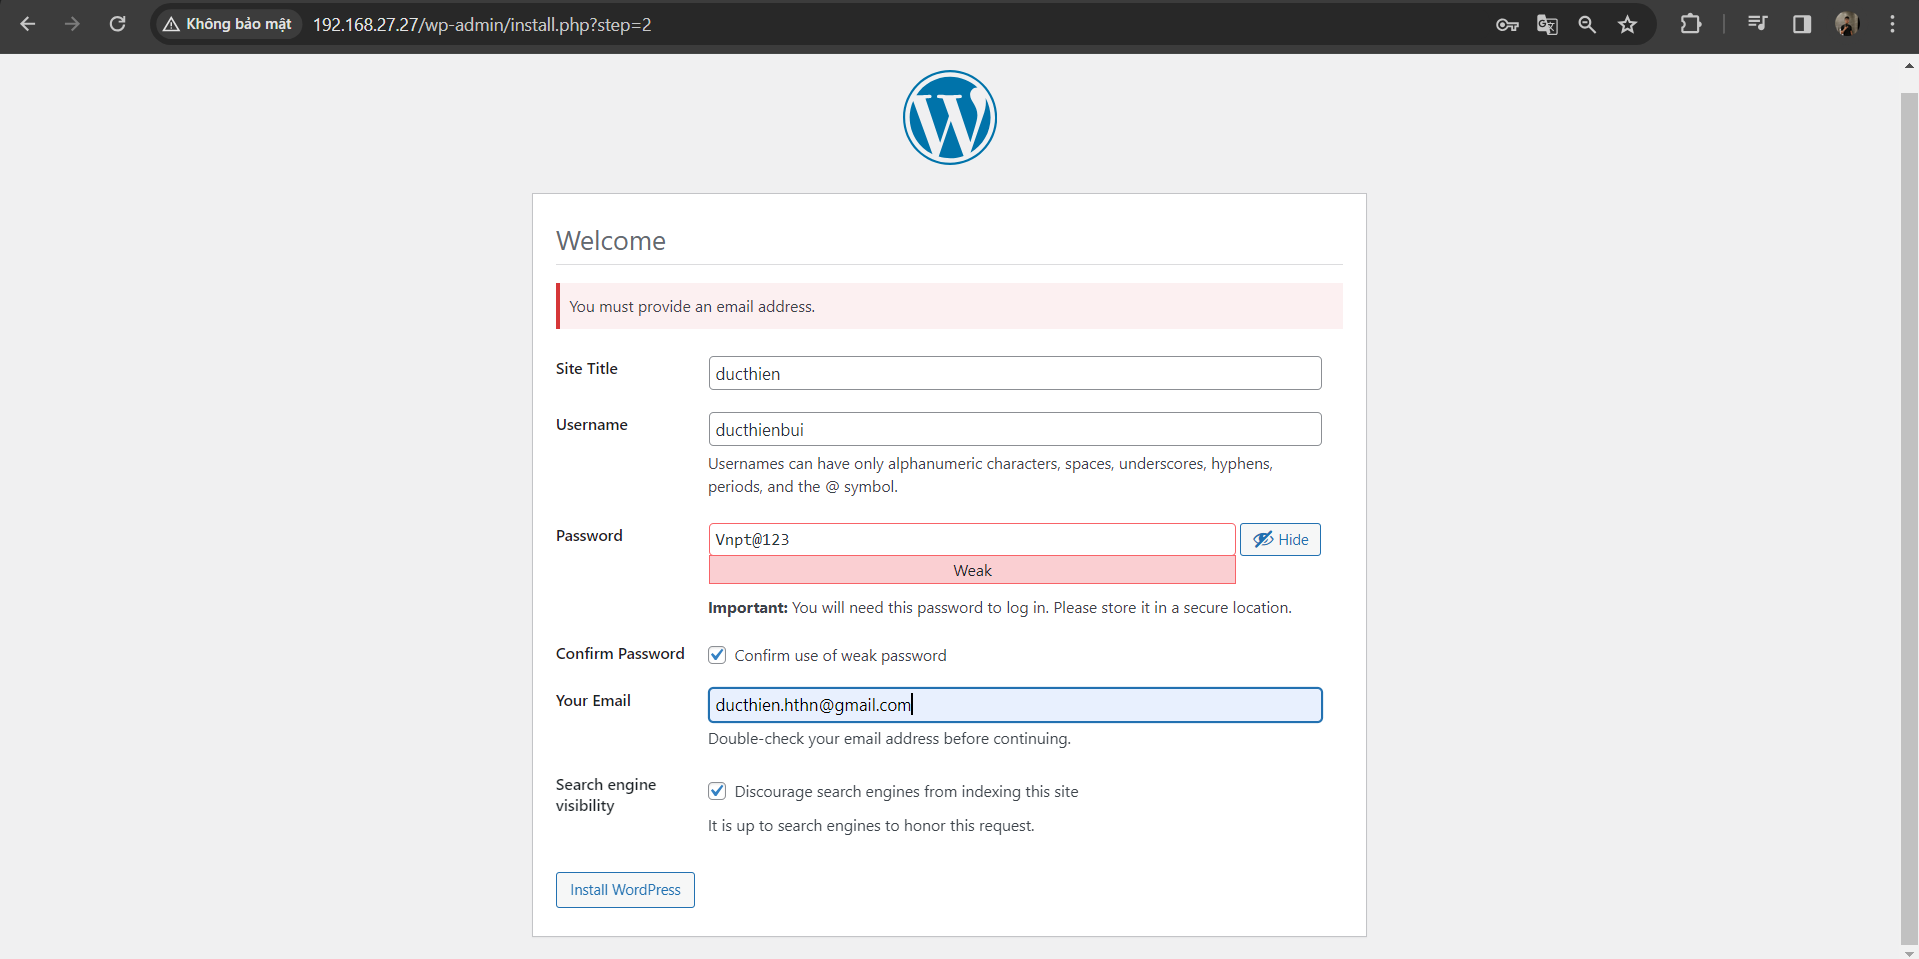 Không bảo mật 192.168.27.27/wp-admin/install.php?step=2
Welcome
You must provide an email address.
Site Title
ducthien
Username
ducthienbui
Usernames can have only alphanumeric characters, spaces, underscores, hyphens,
periods, and the @ symbol.
Password
Vnpt@123
Hide
Weak
Important: You will need this password to log in. Please store it in a secure location.
Confirm Password
Confirm use of weak password
Your Email
ducthien.hthn@gmail.com
Double-check your email address before continuing.
Search engine
visibility
Discourage search engines from indexing this site
It is up to search engines to honor this request.
Install WordPress